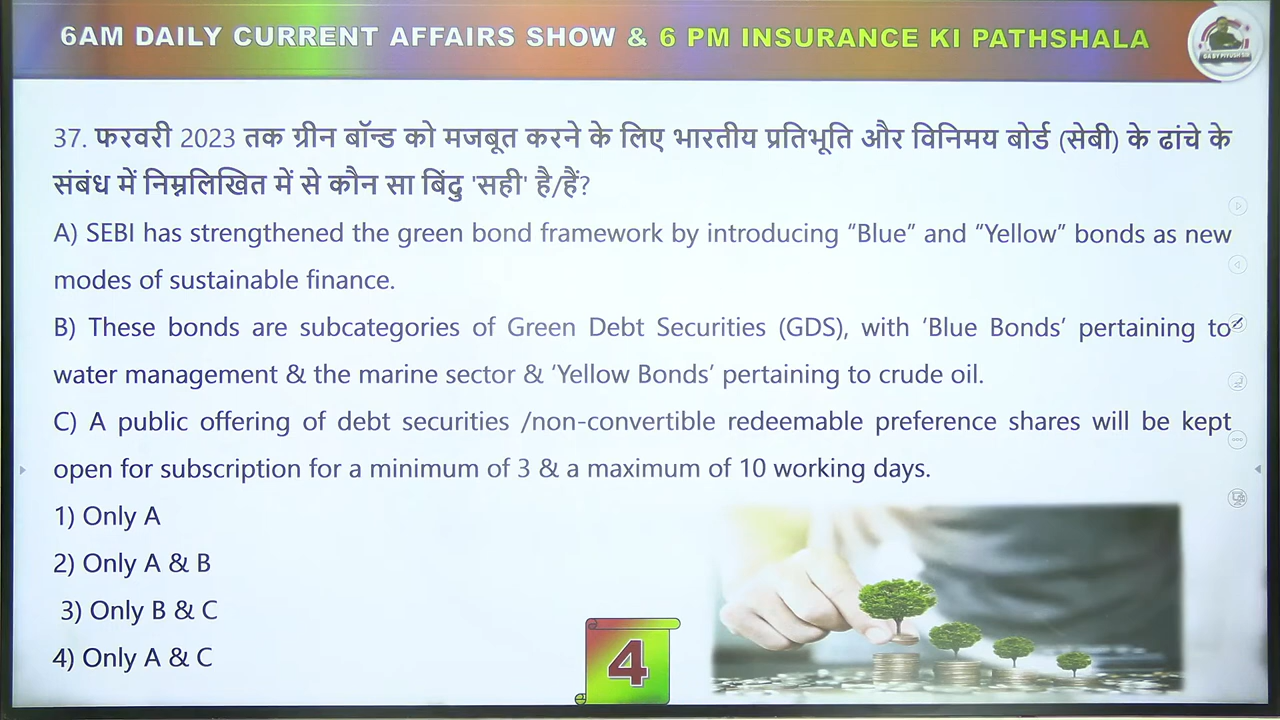 6AM DAILY CURRENT AFFAIRS SHOW & 6 PM INSURANCE KI PATHSHALA
GA BY PIYUSH SIR
37. फरवरी 2023 तक ग्रीन बॉन्ड को मजबूत करने के लिए भारतीय प्रतिभूति और विनिमय बोर्ड (सेबी) के ढांचे के
संबंध में निम्नलिखित में से कौन सा बिंदु 'सही' है/हैं?
A) SEBI has strengthened the green bond framework by introducing “Blue” and “Yellow” bonds as new
modes of sustainable finance.
B) These bonds are subcategories of Green Debt Securities (GDS), with ‘Blue Bonds’ pertaining to
water management & the marine sector & ‘Yellow Bonds’ pertaining to crude oil.
C) A public offering of debt securities /non-convertible redeemable preference shares will be kept
open for subscription for a minimum of 3 & a maximum of 10 working days.
1) Only A
2) Only A & B
3) Only B & C
4) Only A & C
4